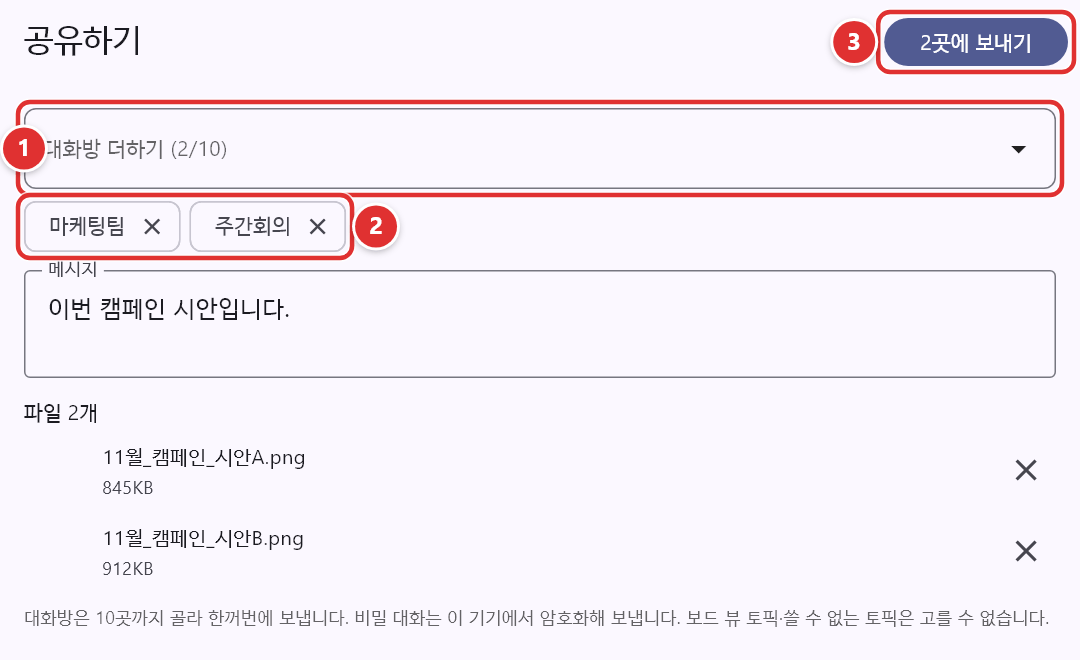 공유하기
3
2곳에 보내기
1
대화방 더하기 (2/10)
마케팅팀
주간회의
2
메시지
이번 캠페인 시안입니다.
파일 2개
11월_캠페인_시안A.png
845KB
11월_캠페인_시안B.png
912KB
대화방은 10곳까지 골라 한꺼번에 보냅니다. 비밀 대화는 이 기기에서 암호화해 보냅니다. 보드 뷰 토픽·쓸 수 없는 토픽은 고를 수 없습니다.